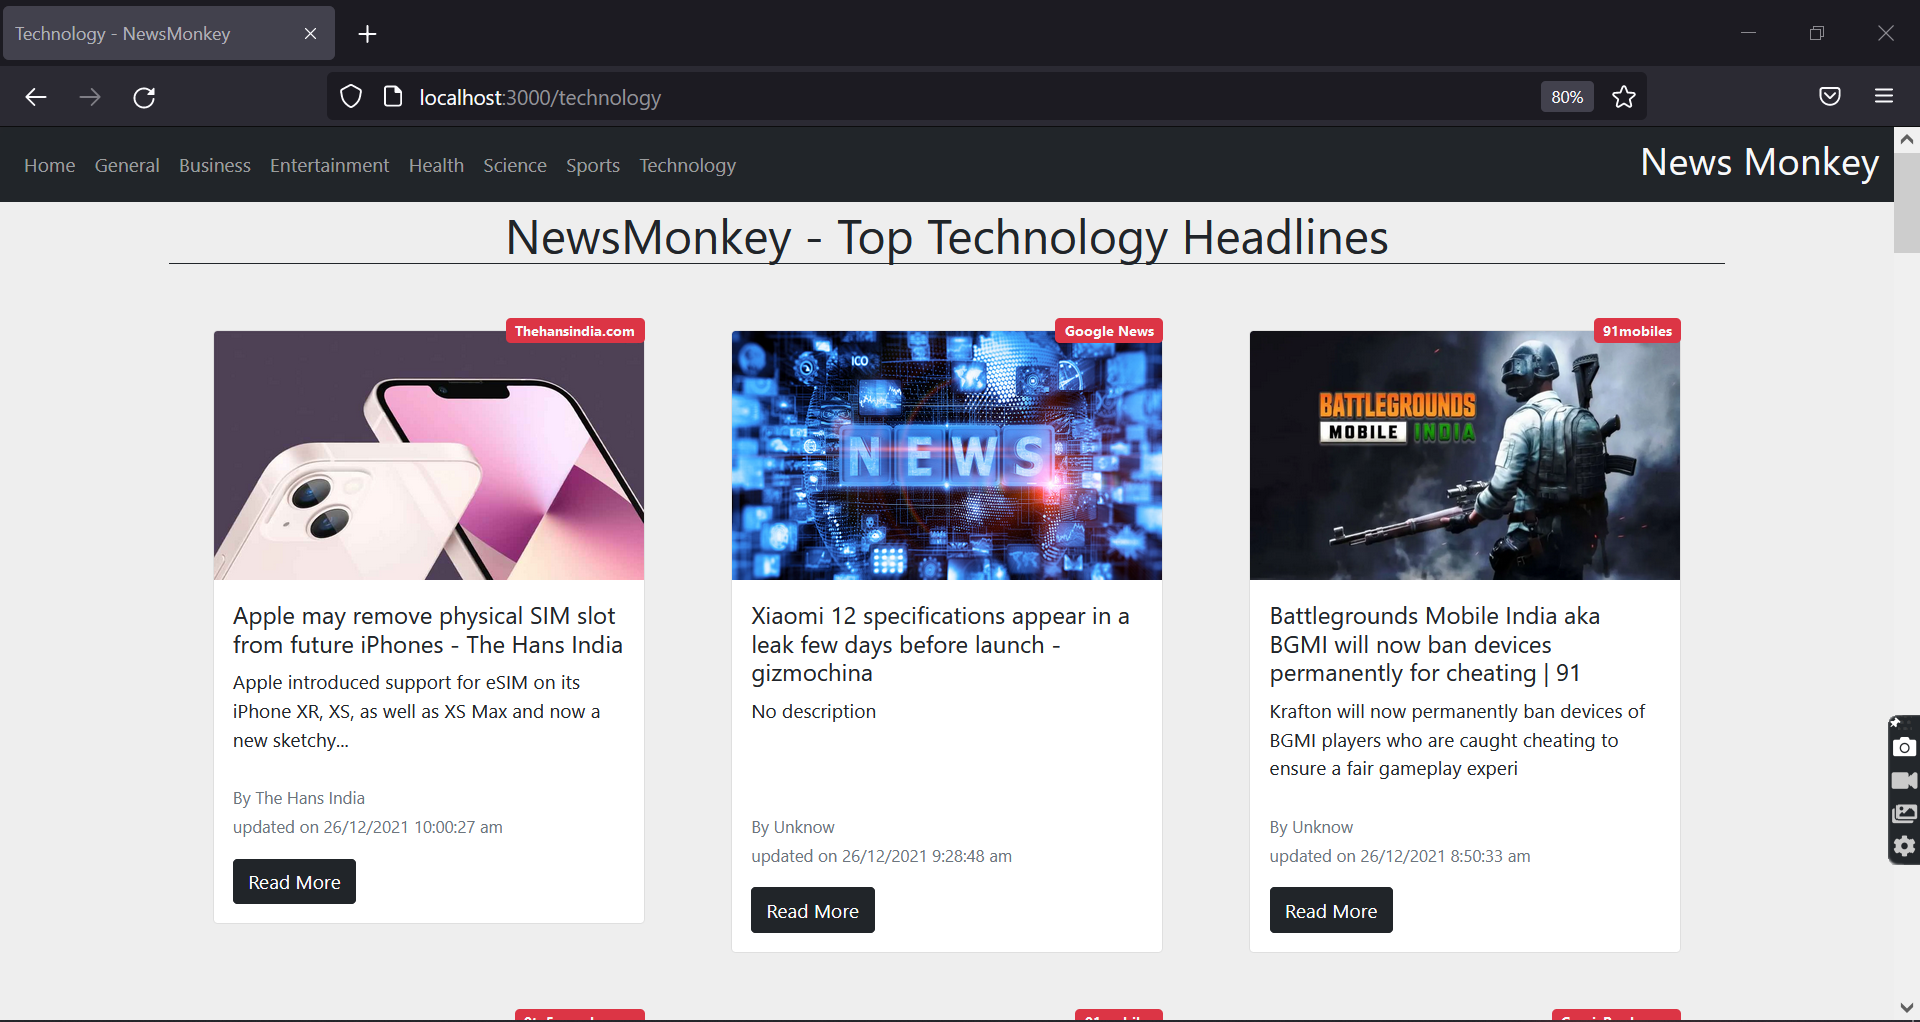 Technology - NewsMonkey
localhost:3000/technology
80%
Home General Business Entertainment Health Science Sports Technology
News Monkey
NewsMonkey - Top Technology Headlines
Thehansindia.com
Apple may remove physical SIM slot
from future iPhones - The Hans India
Apple introduced support for eSIM on its
iPhone XR, XS, as well as XS Max and now a
new sketchy...
By The Hans India
updated on 26/12/2021 10:00:27 am
Read More
Google News
ICO
NEWS
Xiaomi 12 specifications appear in a
leak few days before launch -
gizmochina
No description
By Unknow
updated on 26/12/2021 9:28:48 am
Read More
91mobiles
BATTLEGROUNDS
MOBILE INDIA
Battlegrounds Mobile India aka
BGMI will now ban devices
permanently for cheating | 91
Krafton will now permanently ban devices of
BGMI players who are caught cheating to
ensure a fair gameplay experi
By Unknow
updated on 26/12/2021 8:50:33 am
Read More